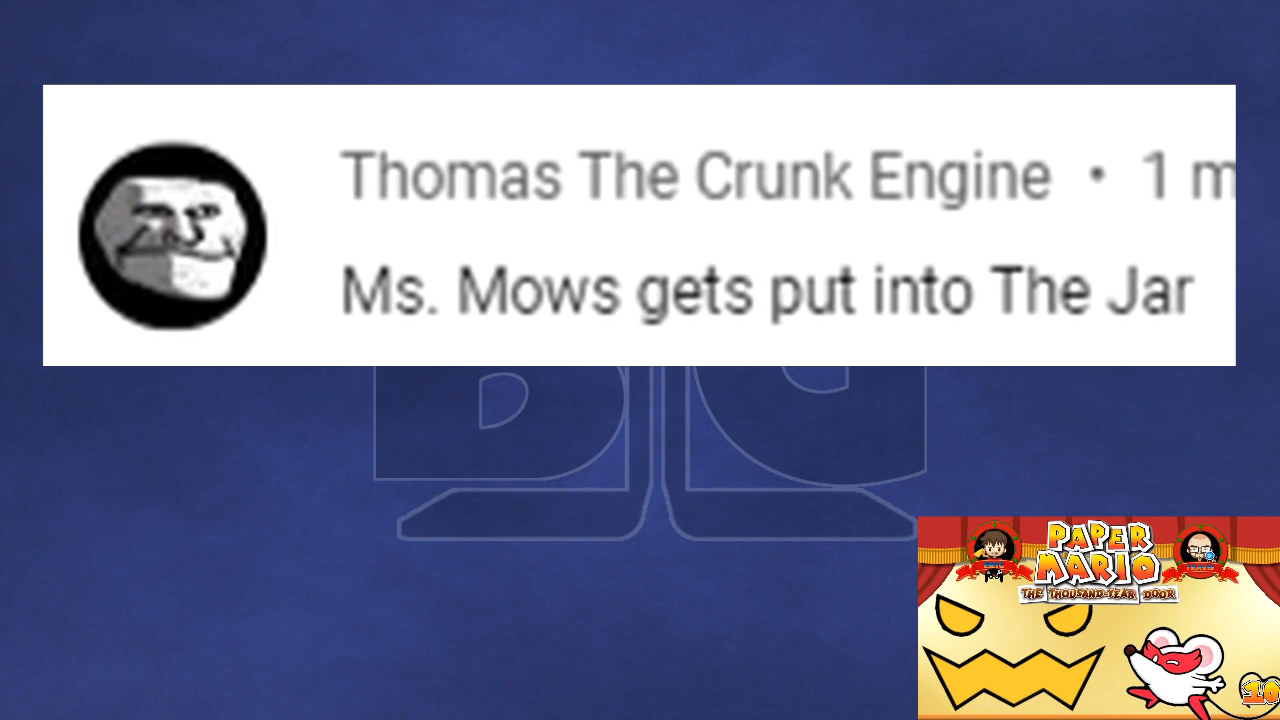 Thomas The Crunk Engine • 1 m
Ms. Mows gets put into The Jar
PAPER
MARIO
THE THOUSAND-YEAR DOOR